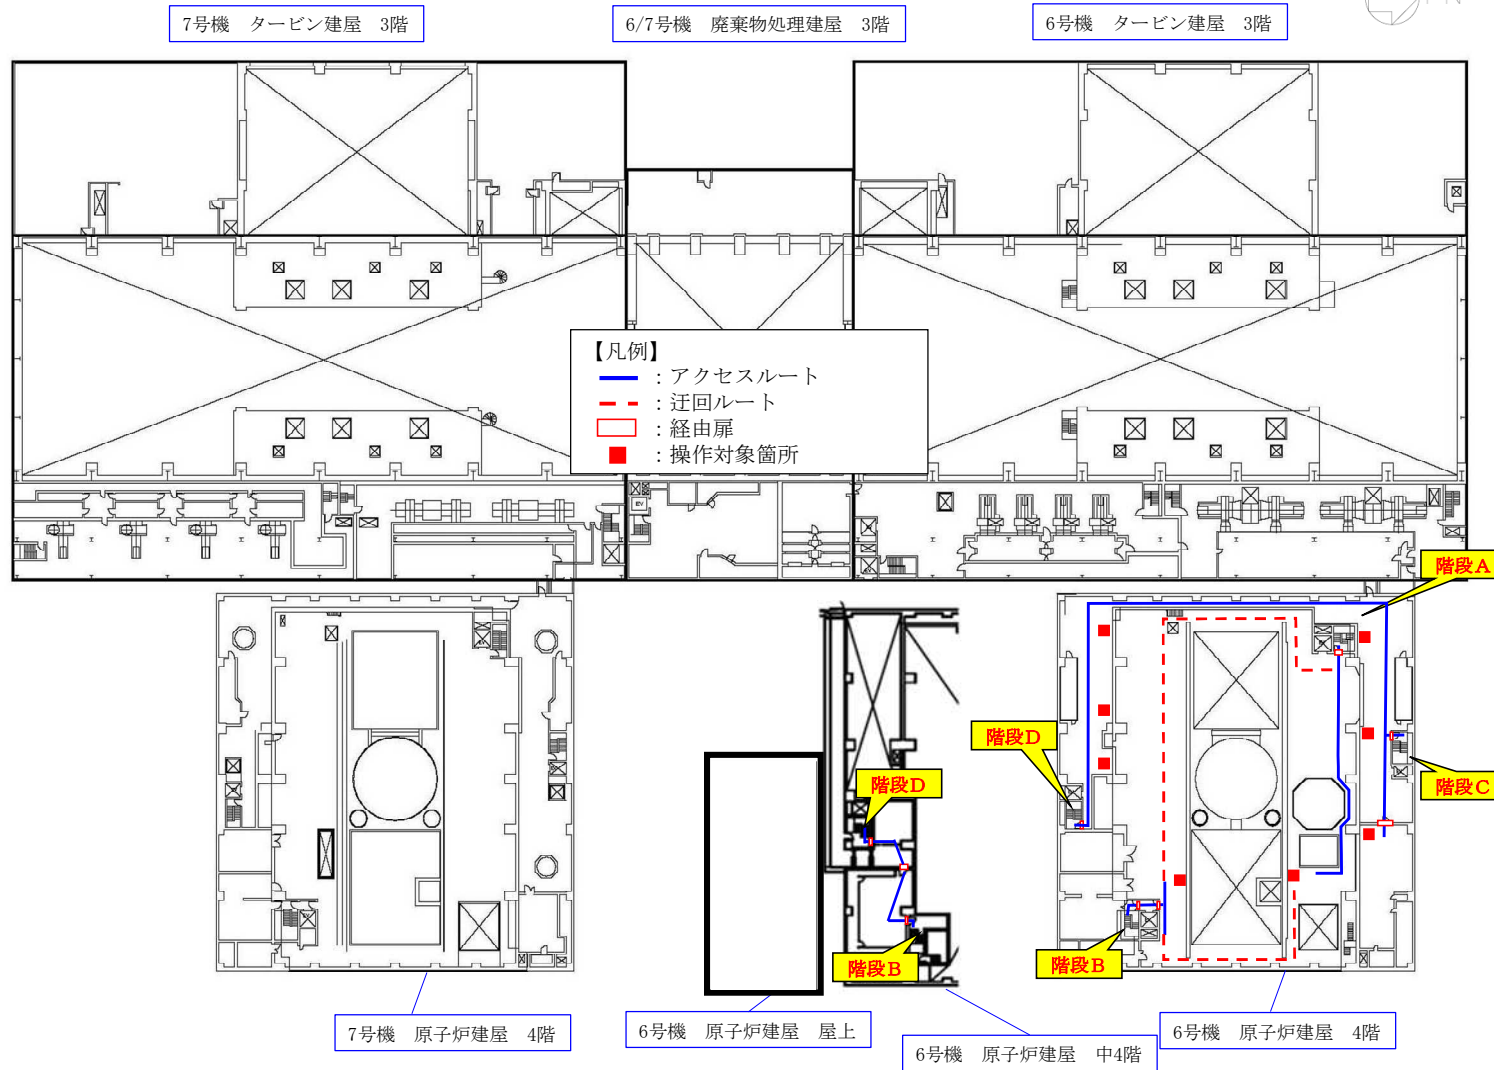 7号機　タービン建屋　3階
6/7号機　廃棄物処理建屋　3階
6号機　タービン建屋　3階
【凡例】
：アクセスルート
：迂回ルート
：経由扉
：操作対象箇所
階段A
階段D
階段C
階段D
階段B
階段B
7号機　原子炉建屋　4階
6号機　原子炉建屋　屋上
6号機　原子炉建屋　中4階
6号機　原子炉建屋　4階